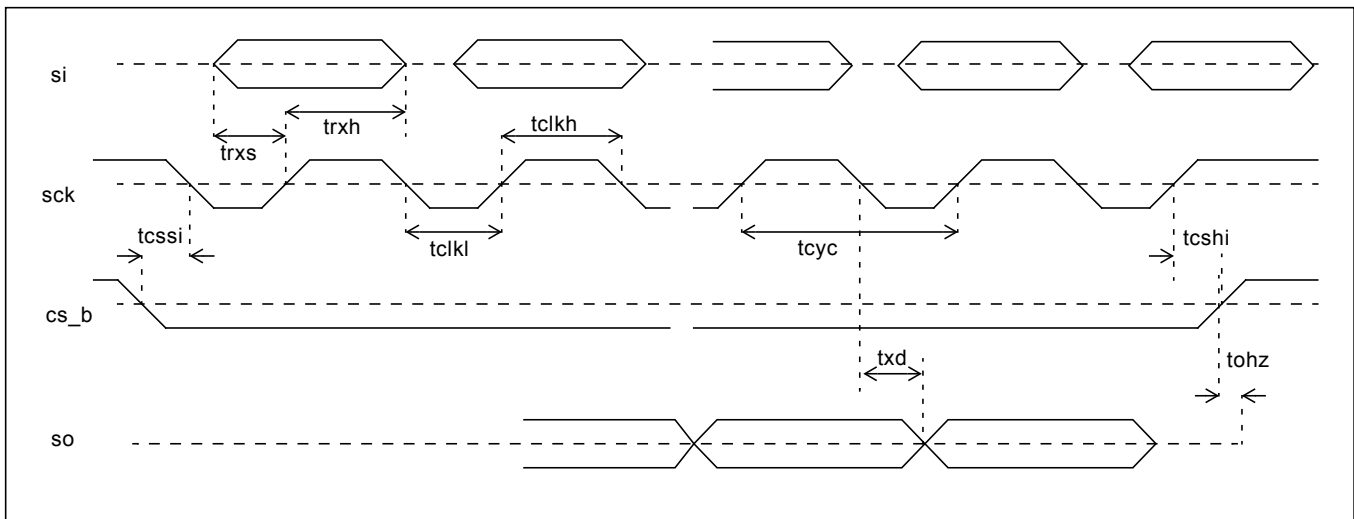 si
trxh
tclkh
trxs
sck
tclkl
tcyc
tcssi
tcshi
cs_b
txd
tohz
so